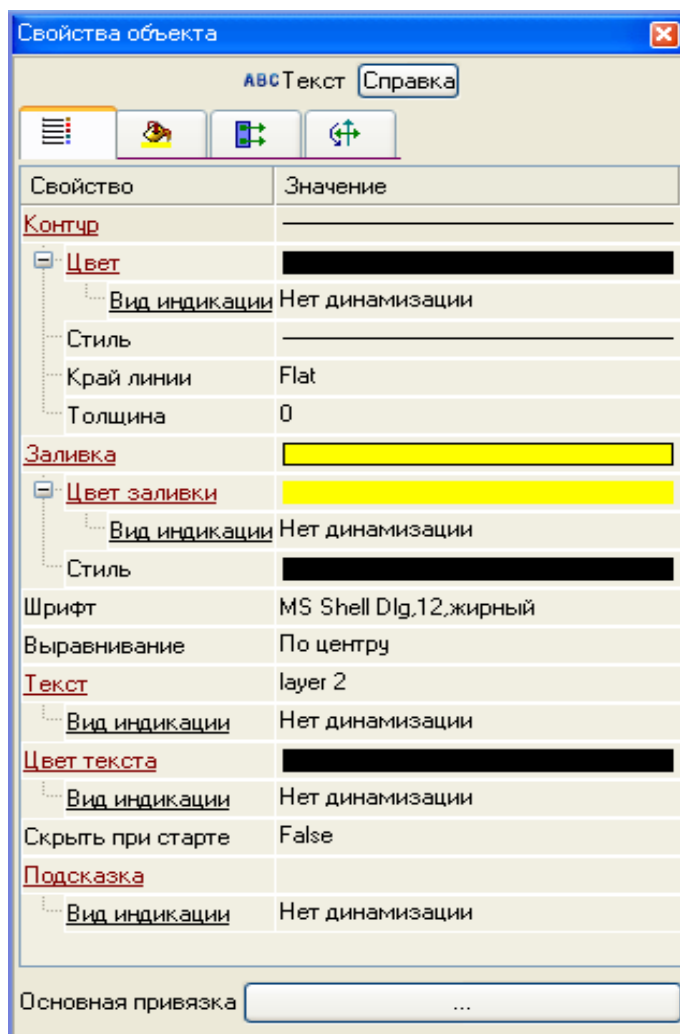 Свойства объекта
ABC Текст Справка
Свойство Значение
Контур
Цвет
Вид индикации Нет динамизации
Стиль
Край линии Flat
Толщина 0
Заливка
Цвет заливки
Вид индикации Нет динамизации
Стиль
Шрифт MS Shell Dlg,12,жирный
Выравнивание По центру
Текст layer 2
Вид индикации Нет динамизации
Цвет текста
Вид индикации Нет динамизации
Скрыть при старте False
Подсказка
Вид индикации Нет динамизации
Основная привязка ...